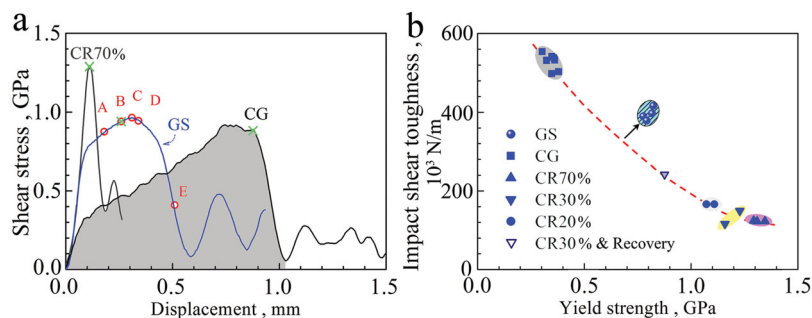 a
Shear stress , GPa
1.5
1.0
0.5
0.0
CR70%
A
B
C
D
GS
CG
E
0.0
0.5
1.0
1.5
Displacement , mm
b
Impact shear toughness ,
10³ N/m
600
400
200
0
GS
CG
CR70%
CR30%
CR20%
CR30% & Recovery
0.0
0.5
1.0
1.5
Yield strength , GPa